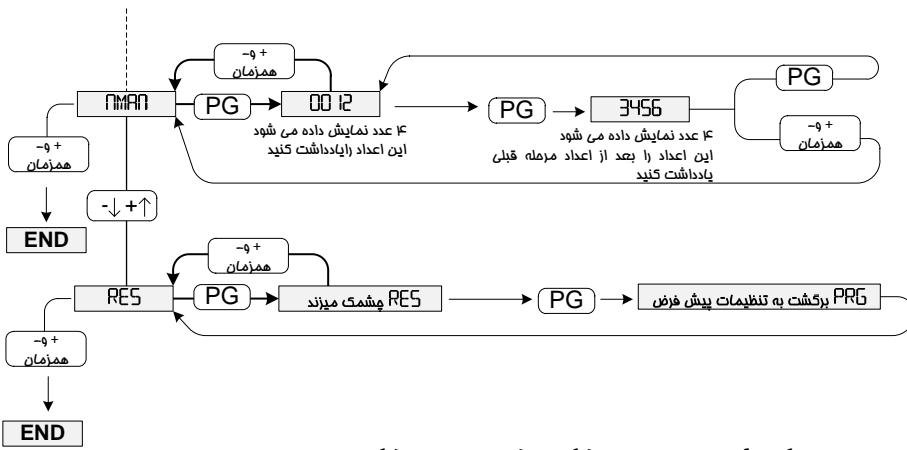 + و-
همزمان
NMAN
PG
0012
PG
3456
PG
+ و-
همزمان
۴ عدد نمایش داده می شود
این اعداد رایادداشت کنید
۴ عدد نمایش داده می شود
این اعداد را بعد از اعداد مرحله قبلی
یادداشت کنید
+ و-
همزمان
END
-↓ +↑
+ و-
همزمان
RES
PG
RES چشمک میزند
PG
PRG برگشت به تنظیمات پیش فرض
+ و-
همزمان
END